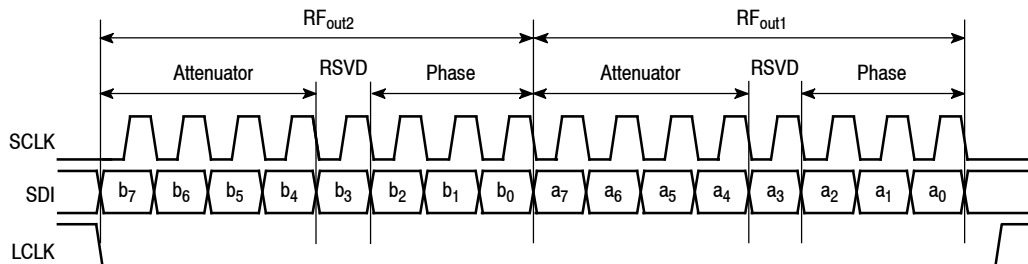 RFout2 RFout1
Attenuator RSVD Phase Attenuator RSVD Phase
SCLK
SDI b7 b6 b5 b4 b3 b2 b1 b0 a7 a6 a5 a4 a3 a2 a1 a0
LCLK